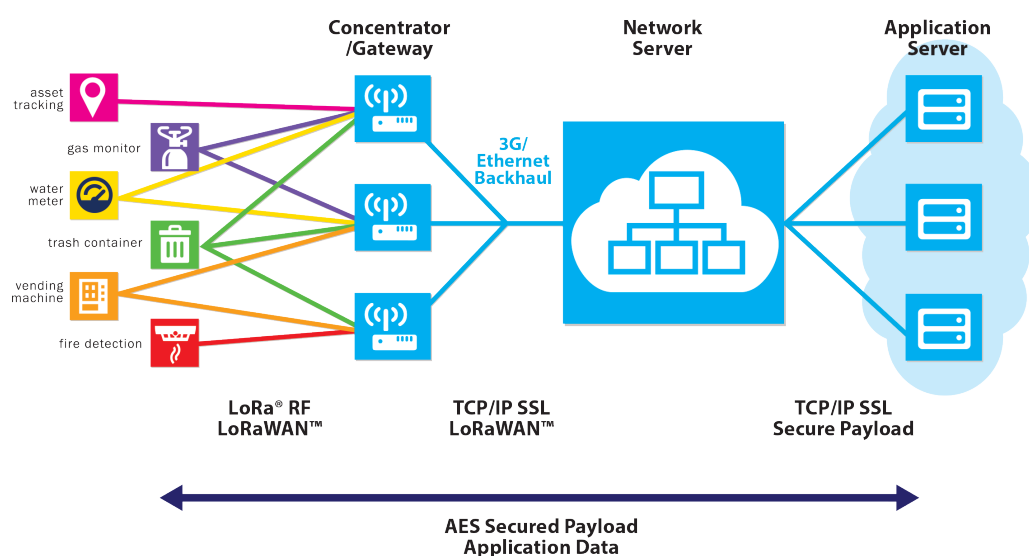 Concentrator
/Gateway
Network
Server
Application
Server
asset
tracking
gas monitor
water
meter
trash container
vending
machine
fire detection
3G/
Ethernet
Backhaul
LoRa® RF
LoRaWAN™
TCP/IP SSL
LoRaWAN™
TCP/IP SSL
Secure Payload
AES Secured Payload
Application Data